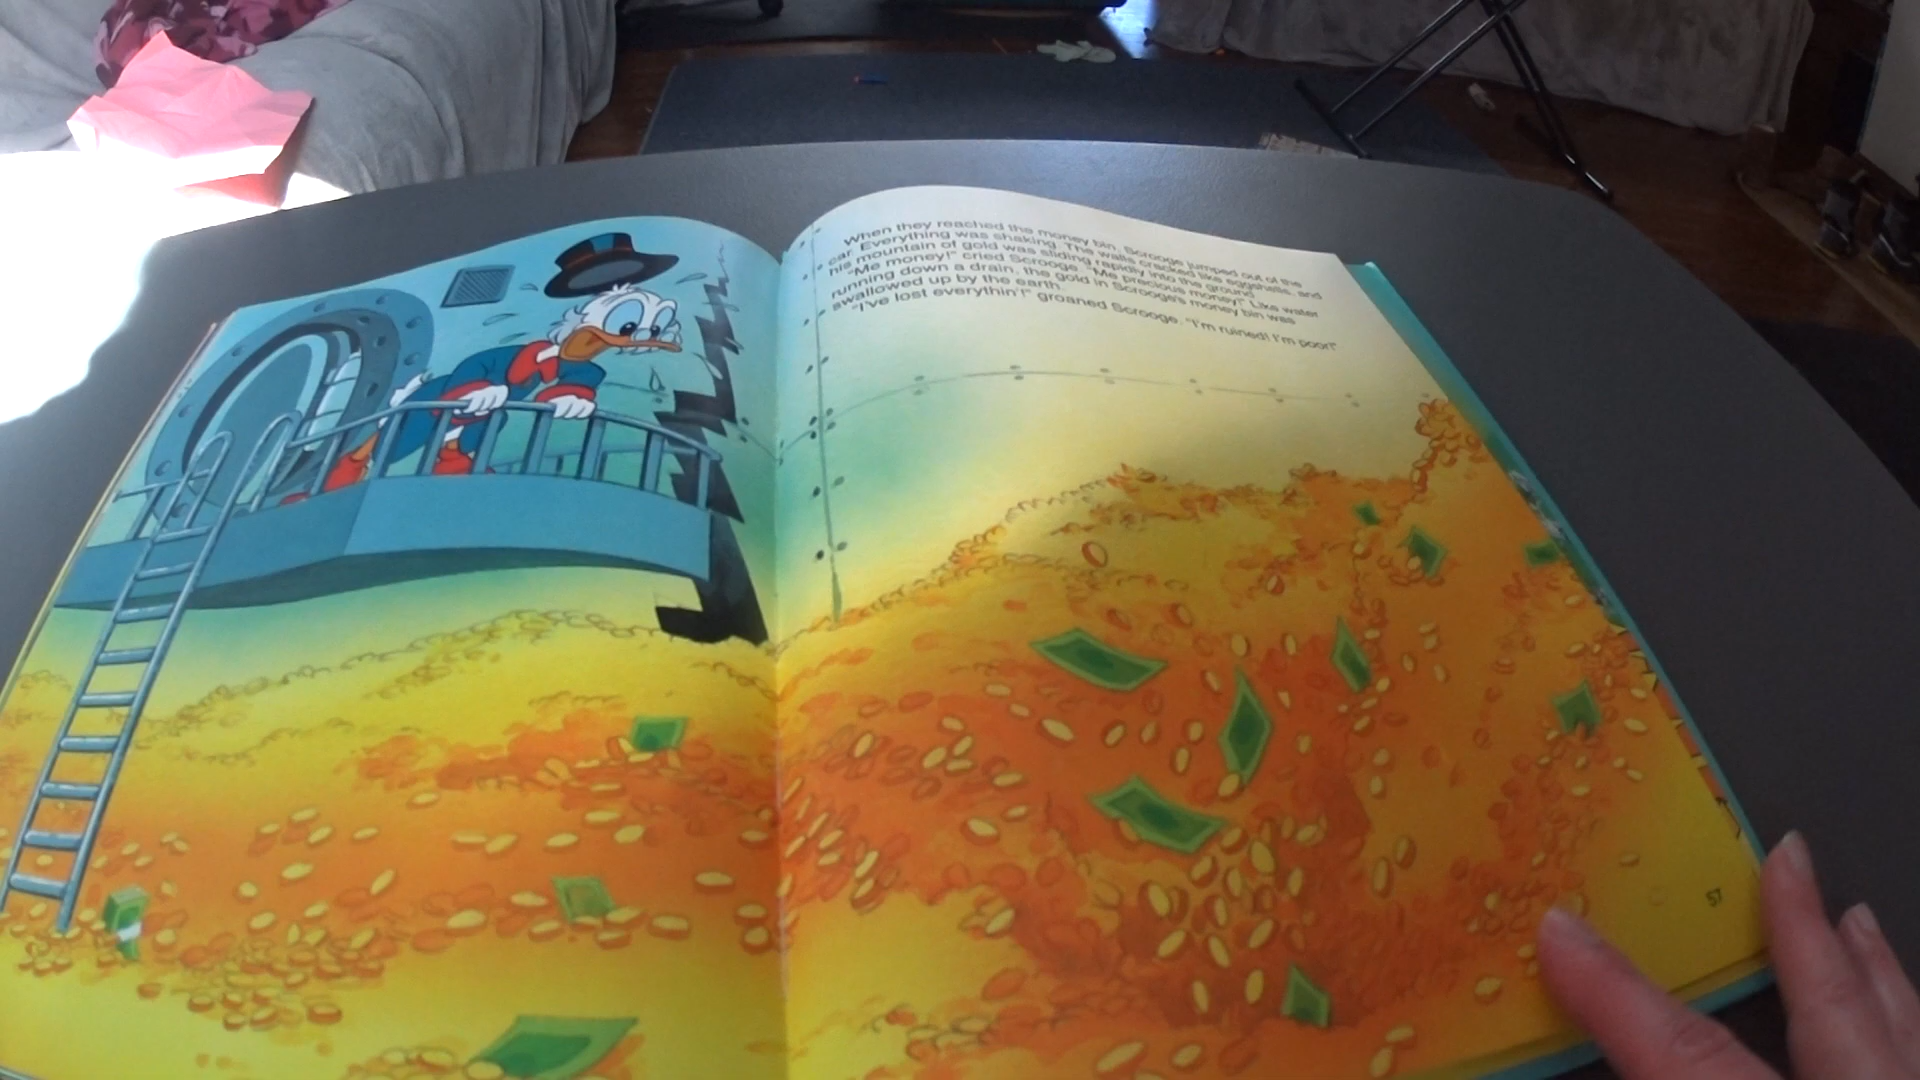 When they reached the money bin, Scrooge jumped out of the
car. Everything was shaking. The walls cracked like eggshells, and
his mountain of gold was sliding rapidly into the ground.
"Me money!" cried Scrooge. "Me precious money!" Like water
running down a drain, the gold in Scrooge's money bin was
swallowed up by the earth.
"I've lost everythin'!" groaned Scrooge. "I'm ruined! I'm poor!"
57